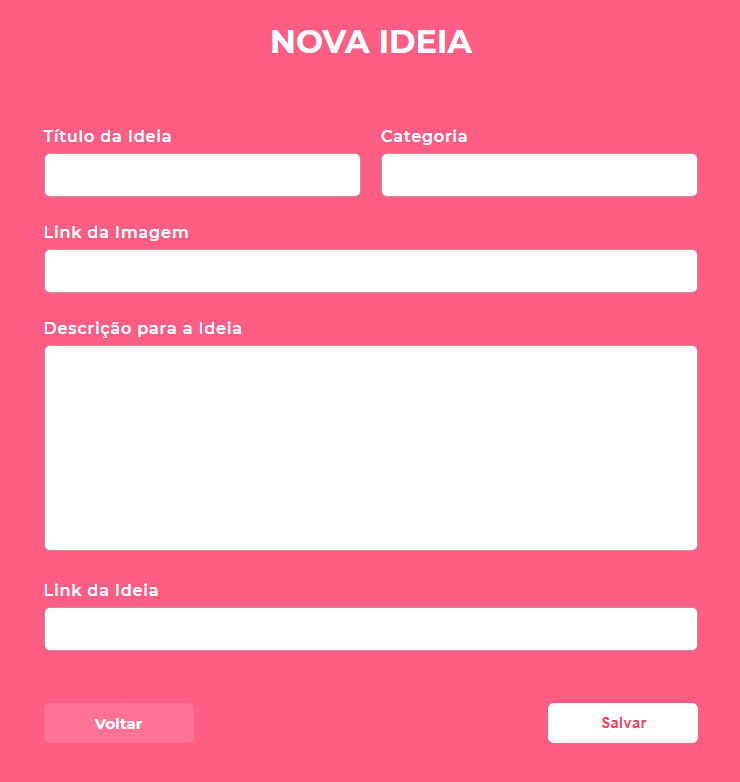 NOVA IDEIA
Título da Ideia
Categoria
Link da Imagem
Descrição para a Ideia
Link da Ideia
Voltar
Salvar